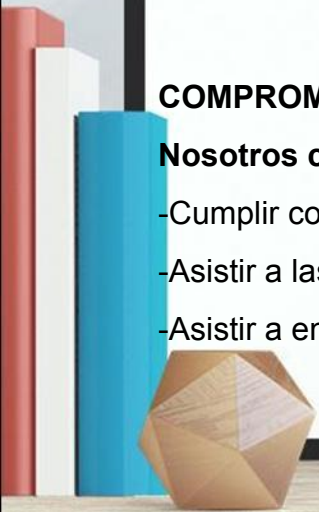 COMPROM
Nosotros c
-Cumplir co
-Asistir a las
-Asistir a en